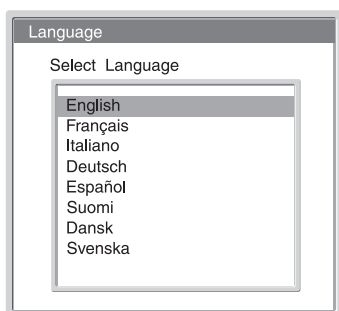 Language
Select Language
English
Français
Italiano
Deutsch
Español
Suomi
Dansk
Svenska